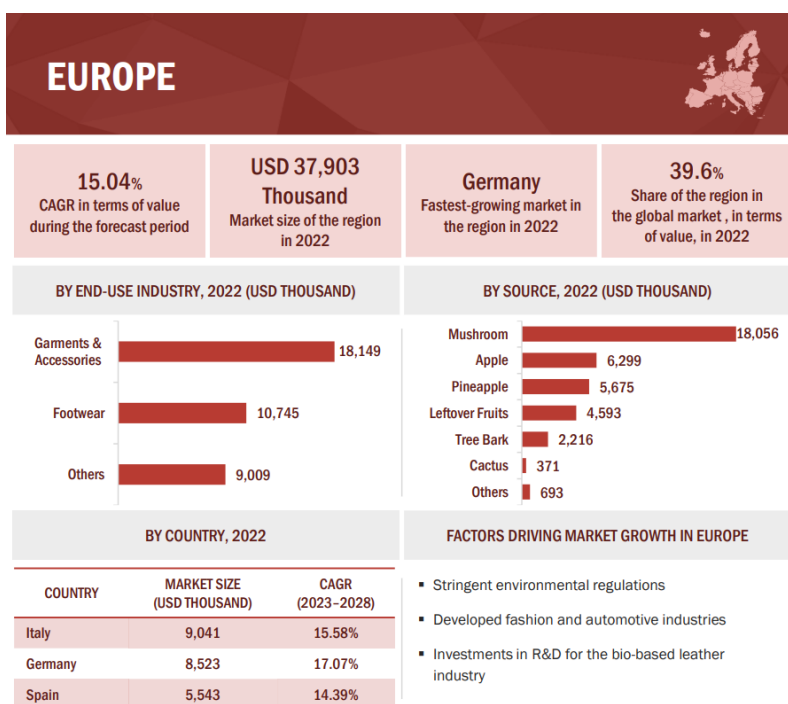 EUROPE
15.04%
CAGR in terms of value
during the forecast period
USD 37,903
Thousand
Market size of the region
in 2022
Germany
Fastest-growing market in
the region in 2022
39.6%
Share of the region in
the global market , in terms
of value, in 2022
BY END-USE INDUSTRY, 2022 (USD THOUSAND)
Garments &
Accessories
18,149
Footwear 10,745
Others 9,009
BY SOURCE, 2022 (USD THOUSAND)
Mushroom 18,056
Apple 6,299
Pineapple 5,675
Leftover Fruits 4,593
Tree Bark 2,216
Cactus 371
Others 693
BY COUNTRY, 2022
COUNTRY MARKET SIZE (USD THOUSAND) CAGR (2023–2028)
Italy 9,041 15.58%
Germany 8,523 17.07%
Spain 5,543 14.39%
FACTORS DRIVING MARKET GROWTH IN EUROPE
▪ Stringent environmental regulations
▪ Developed fashion and automotive industries
▪ Investments in R&D for the bio-based leather
industry